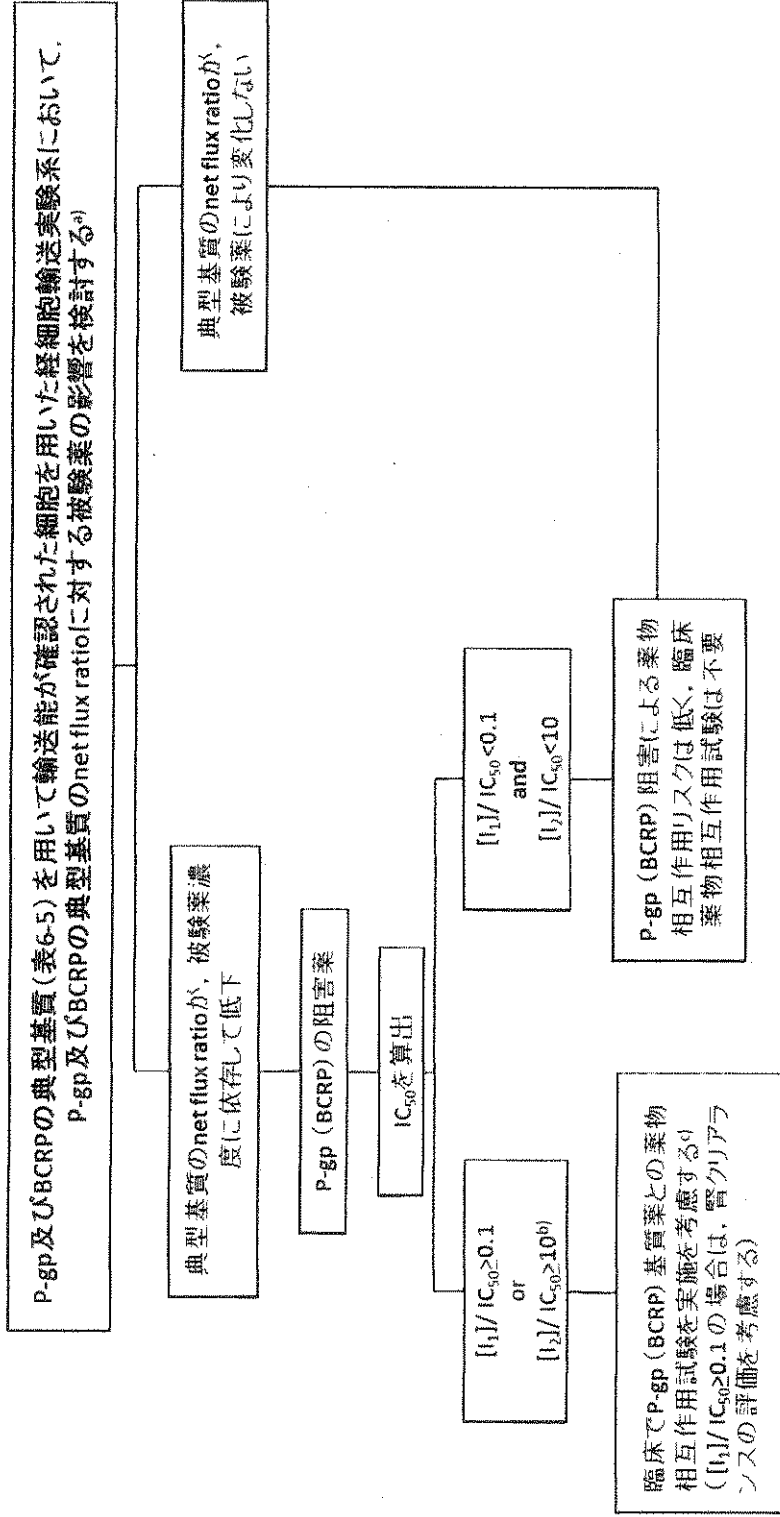 P-gp及びBCRPの典型基質(表6-5)を用いて輸送能が確認された細胞を用いた経細胞輸送実験系において,
P-gp及びBCRPの典型基質のnet flux ratioに対する被験薬の影響を検討するa)
典型基質のnet flux ratioが, 被験薬濃
度に依存して低下
典型基質のnet flux ratioが,
被験薬により変化しない
P-gp (BCRP) の阻害薬
IC50を算出
[I1]/ IC50≥0.1
or
[I2]/ IC50≥10b)
[I1]/ IC50<0.1
and
[I2]/ IC50<10
臨床でP-gp (BCRP) 基質薬との薬物
相互作用試験を実施を考慮するc)
([I1]/ IC50≥0.1の場合は, 腎クリアラ
ンスの評価を考慮する)
P-gp (BCRP) 阻害による薬物
相互作用リスクは低く, 臨床
薬物相互作用試験は不要